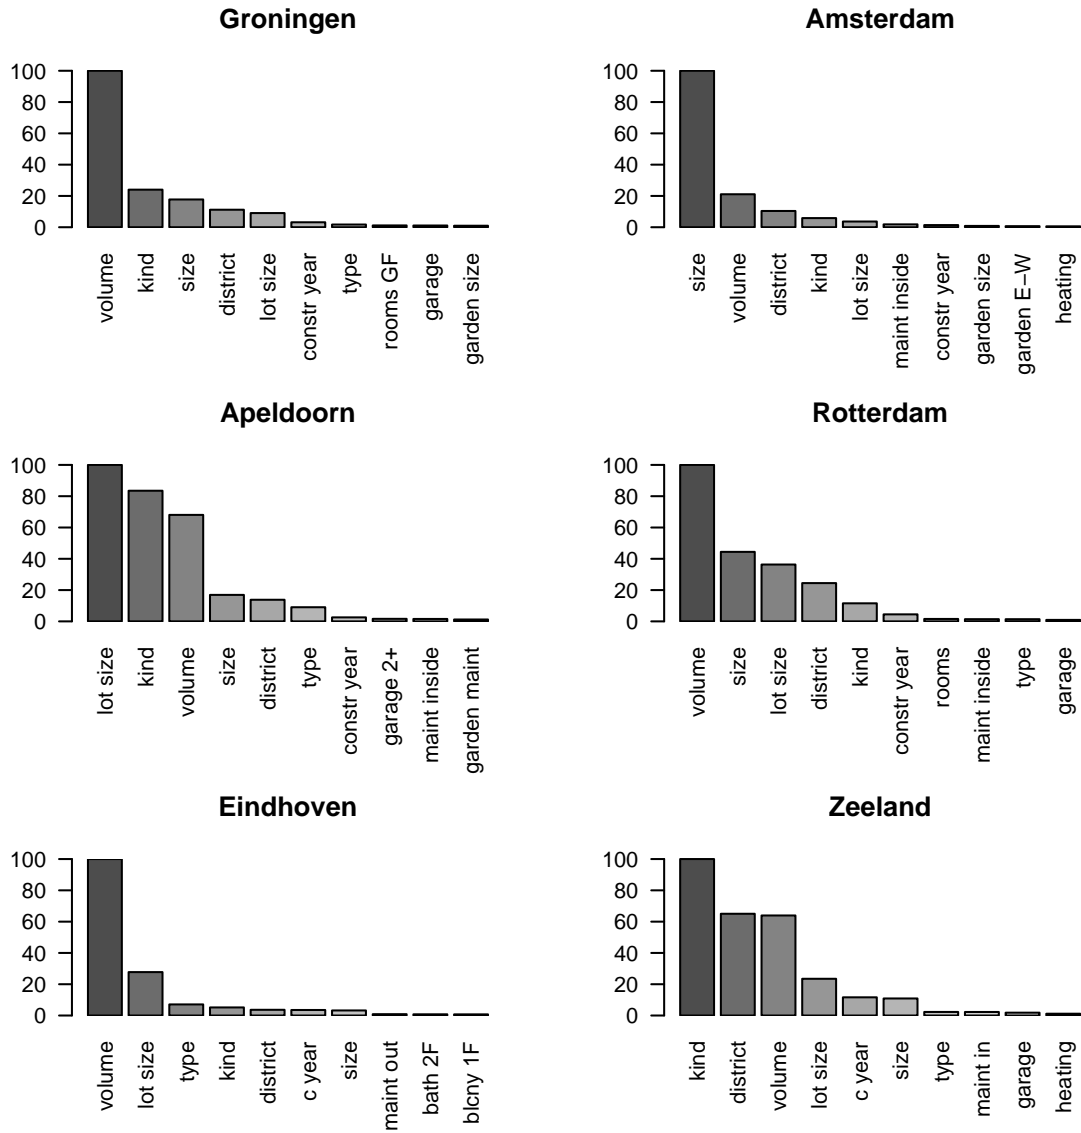 Groningen
100
80
60
40
20
0
volume
kind
size
district
lot size
constr year
type
rooms GF
garage
garden size
Amsterdam
100
80
60
40
20
0
size
volume
district
kind
lot size
maint inside
constr year
garden size
garden E−W
heating
Apeldoorn
100
80
60
40
20
0
lot size
kind
volume
size
district
type
constr year
garage 2+
maint inside
garden maint
Rotterdam
100
80
60
40
20
0
volume
size
lot size
district
kind
constr year
rooms
maint inside
type
garage
Eindhoven
100
80
60
40
20
0
volume
lot size
type
kind
district
c year
size
maint out
bath 2F
blcny 1F
Zeeland
100
80
60
40
20
0
kind
district
volume
lot size
c year
size
type
maint in
garage
heating